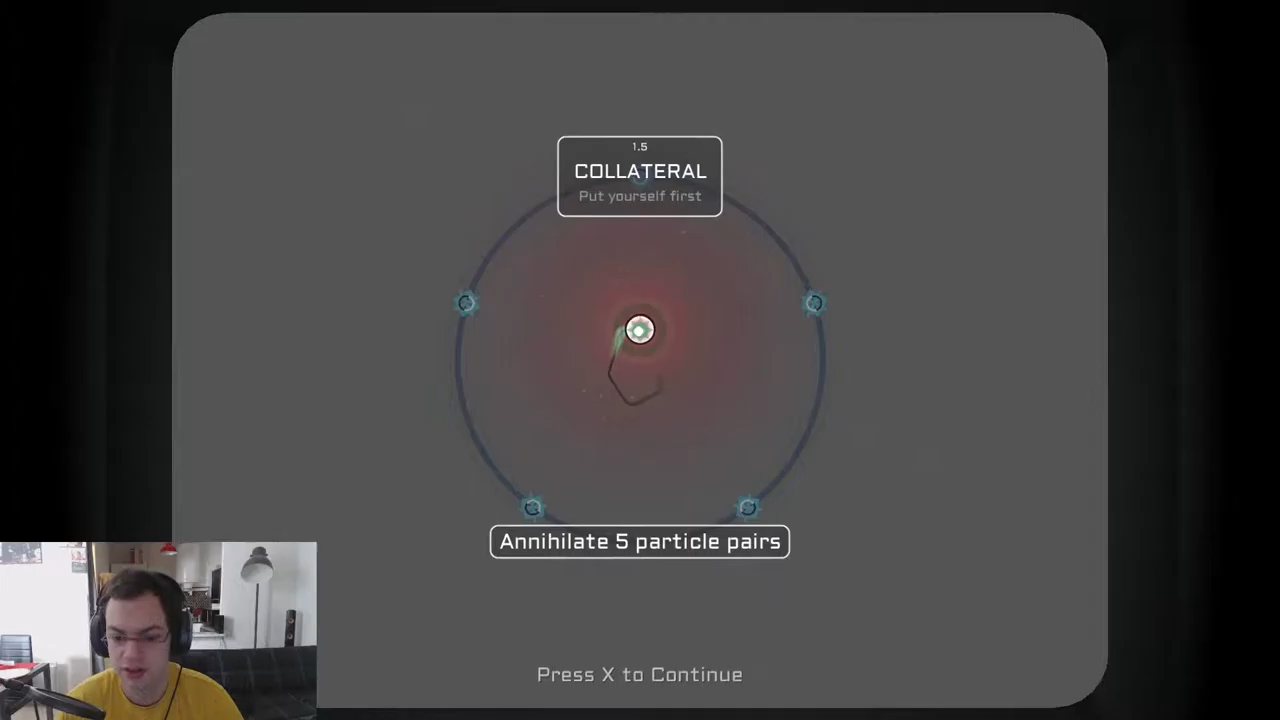 1.5
COLLATERAL
Put yourself first
Annihilate 5 particle pairs
Press X to Continue